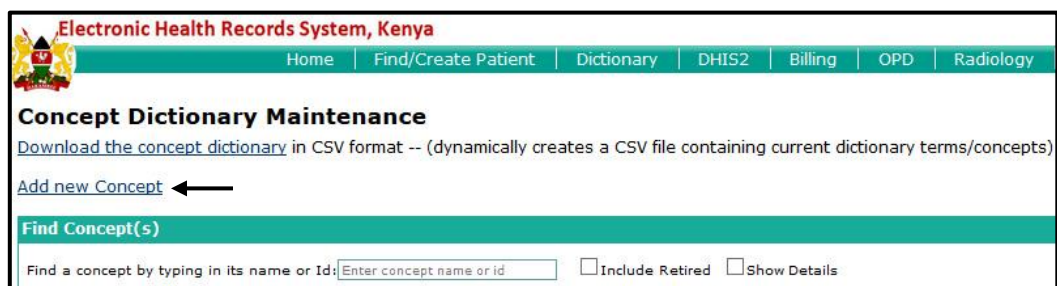 Electronic Health Records System, Kenya
Home Find/Create Patient Dictionary DHIS2 Billing OPD Radiology
Concept Dictionary Maintenance
Download the concept dictionary in CSV format -- (dynamically creates a CSV file containing current dictionary terms/concepts)
Add new Concept
Find Concept(s)
Find a concept by typing in its name or Id: Enter concept name or id Include Retired Show Details